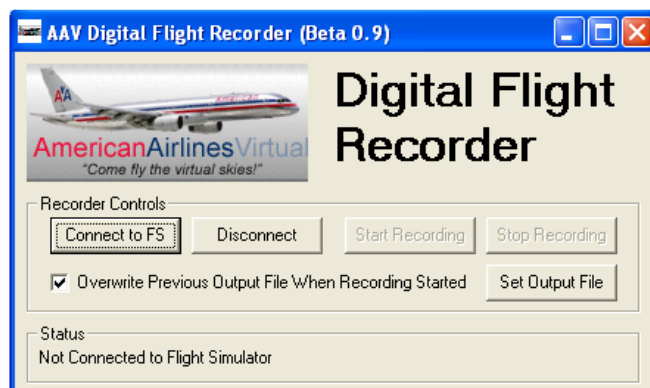 AAV Digital Flight Recorder (Beta 0.9)
AA
American
AmericanAirlinesVirtual
"Come fly the virtual skies!"
Digital Flight
Recorder
Recorder Controls
Connect to FS
Disconnect
Start Recording
Stop Recording
Overwrite Previous Output File When Recording Started
Set Output File
Status
Not Connected to Flight Simulator